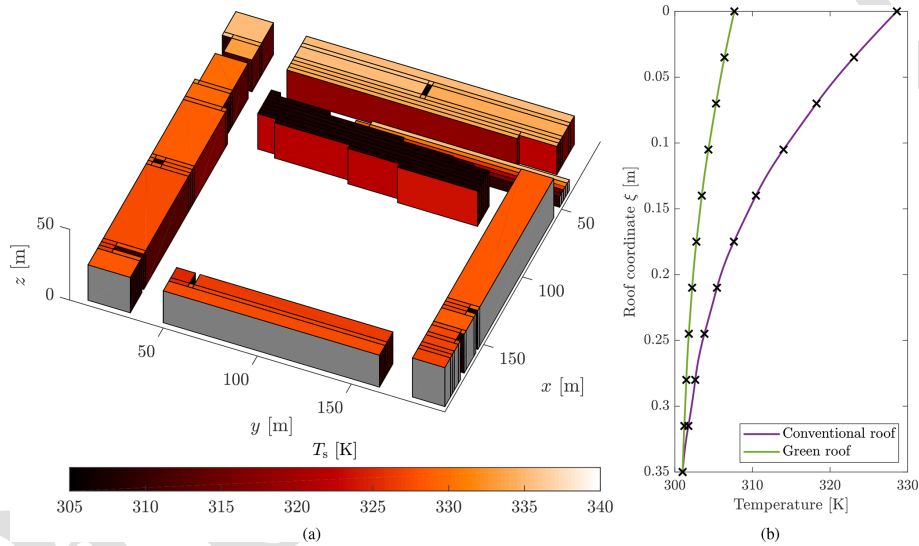 50
0
z [m]
50
100
150
y [m]
50
100
150
x [m]
Tₛ [K]
305 310 315 320 325 330 335 340
(a)
0
0.05
0.1
0.15
0.2
0.25
0.3
0.35
Roof coordinate ξ [m]
Conventional roof
Green roof
300 310 320 330
Temperature [K]
(b)